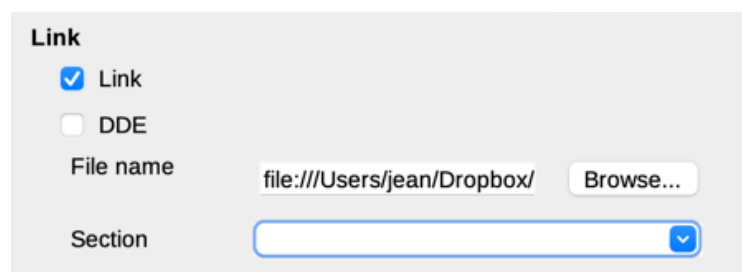 Link
Link
DDE
File name file:///Users/jean/Dropbox/ Browse...
Section